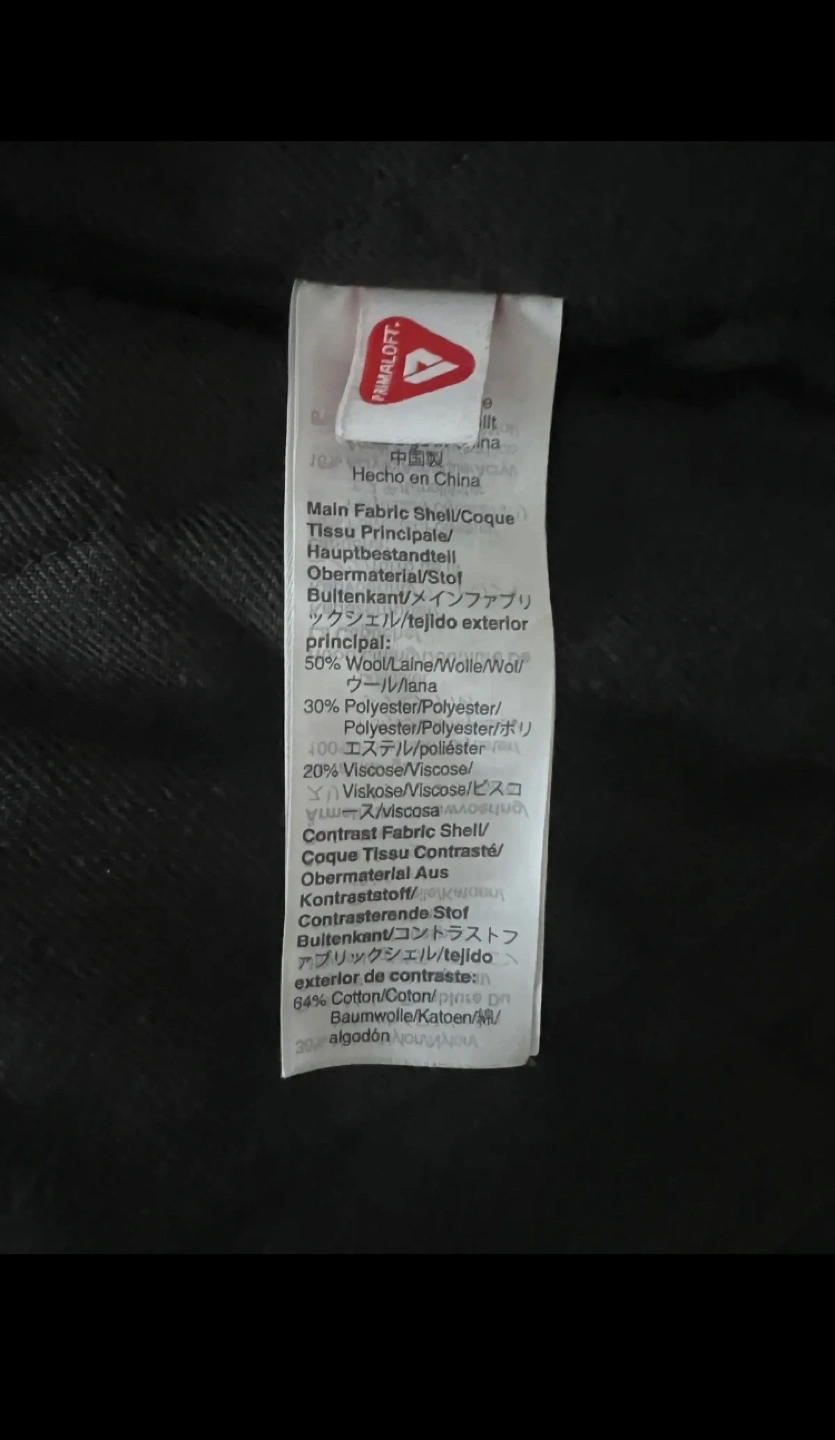 PRIMALOFT
中国製
Hecho en China
Main Fabric Shell/Coque
Tissu Principale/
Hauptbestandteil
Obermaterial/Stof
Buitenkant/メインファブリ
ックシェル/tejido exterior
principal:
50% Wool/Laine/Wolle/Wol/
ウール/lana
30% Polyester/Polyester/
Polyester/Polyester/ポリ
エステル/poliéster
20% Viscose/Viscose/
Viskose/Viscose/ビスコ
ース/viscosa
Contrast Fabric Shell/
Coque Tissu Contrasté/
Obermaterial Aus
Kontraststoff/
Contrasterende Stof
Buitenkant/コントラストフ
ァブリックシェル/tejido
exterior de contraste:
64% Cotton/Coton/
Baumwolle/Katoen/綿/
algodón